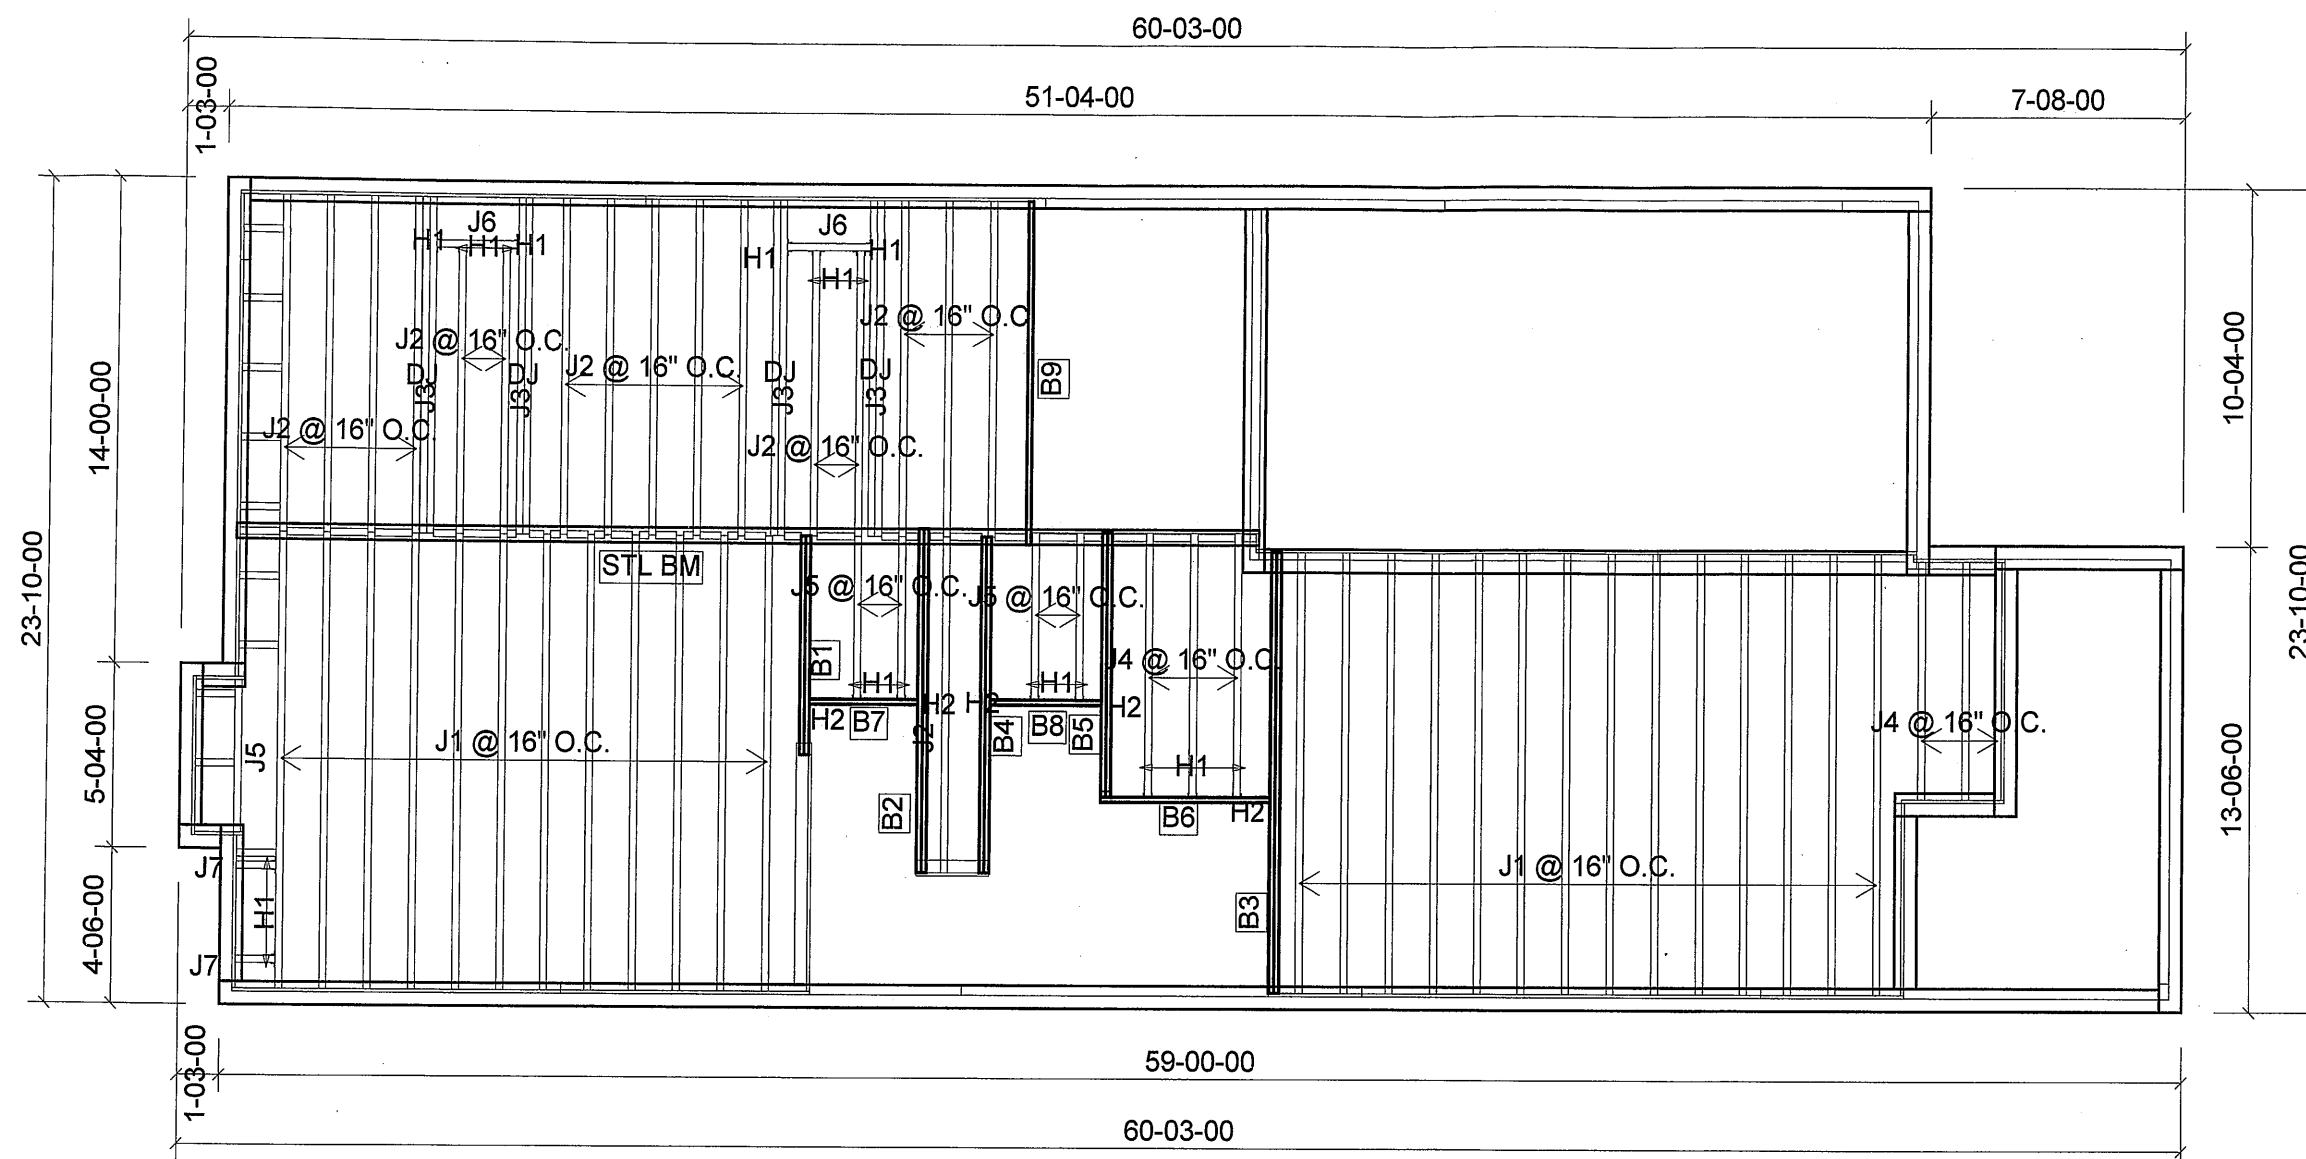 60-03-00
1-03-00
51-04-00
7-08-00
23-10-00
14-00-00
5-04-00
4-06-00
10-04-00
13-06-00
23-10-00
J6
H1
H1
H1
J6
H1
H1
H1
J2 @ 16" O.C.
J2 @ 16" O.C.
J2 @ 16" O.C.
J2 @ 16" O.C
J2 @ 16" O.C.
DJ
J3
DJ
J3
DJ
J3
DJ
J3
B9
STL BM
J5 @ 16" O.C.
J5 @ 16" O.C.
J4 @ 16" O.C.
B1
H1
H1
H2
B7
H2
J2
H2
B4
B8
B5
H2
J5
J1 @ 16" O.C.
H1
J4 @ 16" O.C.
B2
B6
H2
J7
H1
J7
B3
J1 @ 16" O.C.
1-03-00
59-00-00
60-03-00